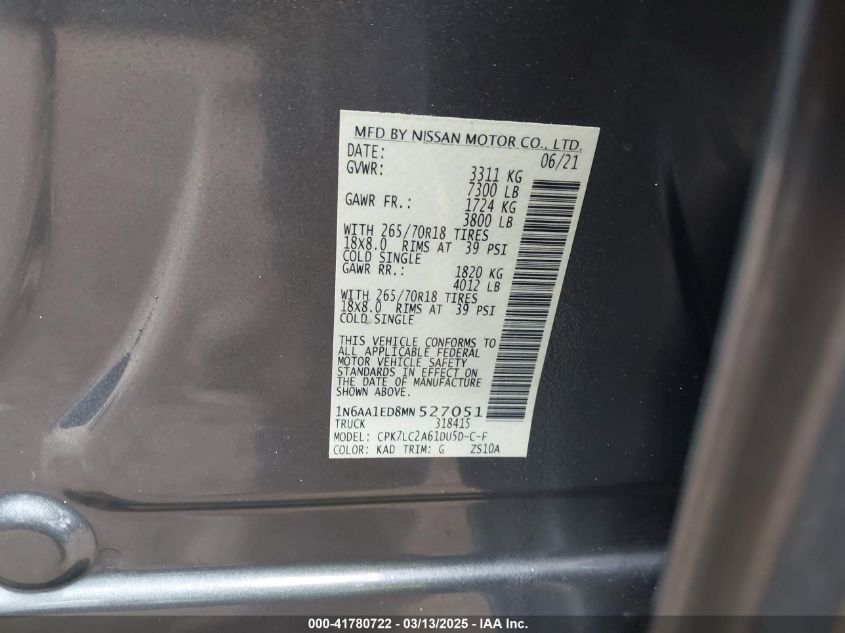 MFD BY NISSAN MOTOR CO., LTD.
DATE: 06/21
GVWR: 3311 KG
7300 LB
GAWR FR.: 1724 KG
3800 LB
WITH 265/70R18 TIRES
18X8.0 RIMS AT 39 PSI
COLD SINGLE
GAWR RR.: 1820 KG
4012 LB
WITH 265/70R18 TIRES
18X8.0 RIMS AT 39 PSI
COLD SINGLE
THIS VEHICLE CONFORMS TO
ALL APPLICABLE FEDERAL
MOTOR VEHICLE SAFETY
STANDARDS IN EFFECT ON
THE DATE OF MANUFACTURE
SHOWN ABOVE.
1N6AA1ED8MN527051
TRUCK 318415
MODEL: CPK7LC2A61DU5D-C-F
COLOR: KAD TRIM: G ZS10A
000-41780722 - 03/13/2025 - IAA Inc.